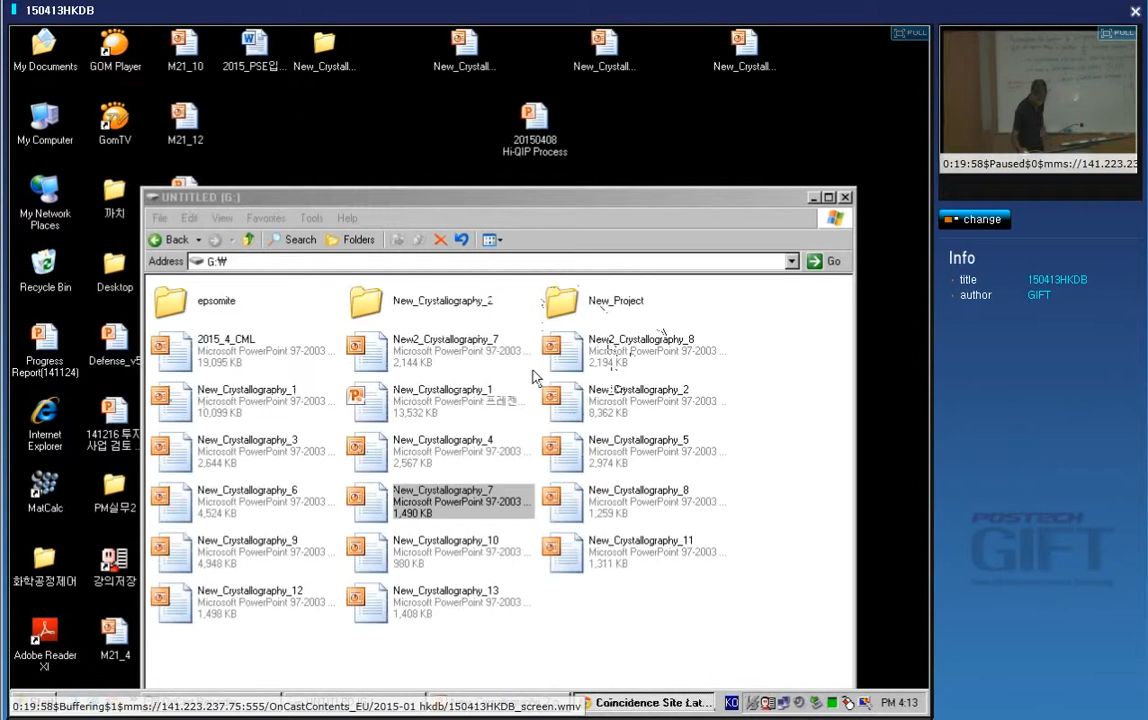 150413HKDB
FULL
FULL
My Documents
GOM Player
M21_10
2015_PSE입...
New_Crystall...
New_Crystall...
New_Crystall...
New_Crystall...
My Computer
GomTV
M21_12
20150408
Hi-QIP Process
0:19:58$Paused$0$mms://141.223.23
My Network
Places
까치
change
Info
title 150413HKDB
author GIFT
Recycle Bin
Desktop
Progress
Report(141124)
Defense_v5
Internet
Explorer
141216 투자
사업 검토
MatCalc
PM실무2
화학공정제어
강의저장
Adobe Reader
XI
M21_4
UNTITLED (G:)
File Edit View Favorites Tools Help
Back Search Folders
Address G:₩ Go
epsomite
New_Crystallography_2
New_Project
2015_4_CML
Microsoft PowerPoint 97-2003 ...
19,095 KB
New2_Crystallography_7
Microsoft PowerPoint 97-2003 ...
2,144 KB
New2_Crystallography_8
Microsoft PowerPoint 97-2003 ...
2,194 KB
New_Crystallography_1
Microsoft PowerPoint 97-2003 ...
10,099 KB
New_Crystallography_1
Microsoft PowerPoint 프레젠...
13,532 KB
New_Crystallography_2
Microsoft PowerPoint 97-2003 ...
8,362 KB
New_Crystallography_3
Microsoft PowerPoint 97-2003 ...
2,644 KB
New_Crystallography_4
Microsoft PowerPoint 97-2003 ...
2,567 KB
New_Crystallography_5
Microsoft PowerPoint 97-2003 ...
2,974 KB
New_Crystallography_6
Microsoft PowerPoint 97-2003 ...
4,524 KB
New_Crystallography_7
Microsoft PowerPoint 97-2003 ...
1,490 KB
New_Crystallography_8
Microsoft PowerPoint 97-2003 ...
1,259 KB
New_Crystallography_9
Microsoft PowerPoint 97-2003 ...
4,948 KB
New_Crystallography_10
Microsoft PowerPoint 97-2003 ...
980 KB
New_Crystallography_11
Microsoft PowerPoint 97-2003 ...
1,311 KB
New_Crystallography_12
Microsoft PowerPoint 97-2003 ...
1,498 KB
New_Crystallography_13
Microsoft PowerPoint 97-2003 ...
1,408 KB
POSTECH
GIFT
0:19:58$Buffering$1$mms://141.223.237.75:555/OnCastContents_EU/2015-01 hkdb/150413HKDB_screen.wmv
Coincidence Site Lat...
KO
PM 4:13